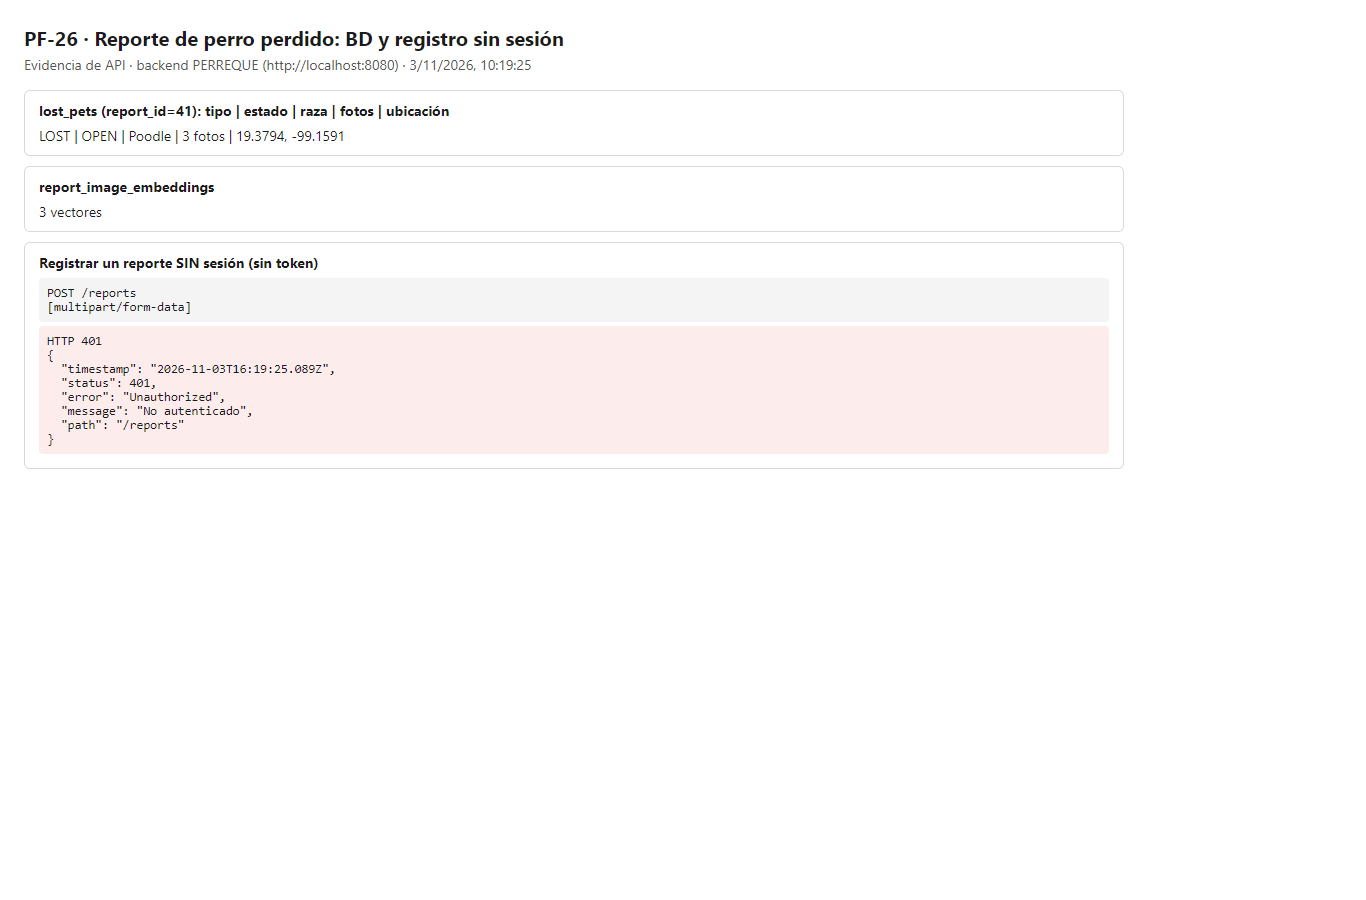 PF-26 · Reporte de perro perdido: BD y registro sin sesión
Evidencia de API · backend PERREQUE (http://localhost:8080) · 3/11/2026, 10:19:25
lost_pets (report_id=41): tipo | estado | raza | fotos | ubicación
LOST | OPEN | Poodle | 3 fotos | 19.3794, -99.1591
report_image_embeddings
3 vectores
Registrar un reporte SIN sesión (sin token)
POST /reports
[multipart/form-data]
HTTP 401
{
  "timestamp": "2026-11-03T16:19:25.089Z",
  "status": 401,
  "error": "Unauthorized",
  "message": "No autenticado",
  "path": "/reports"
}